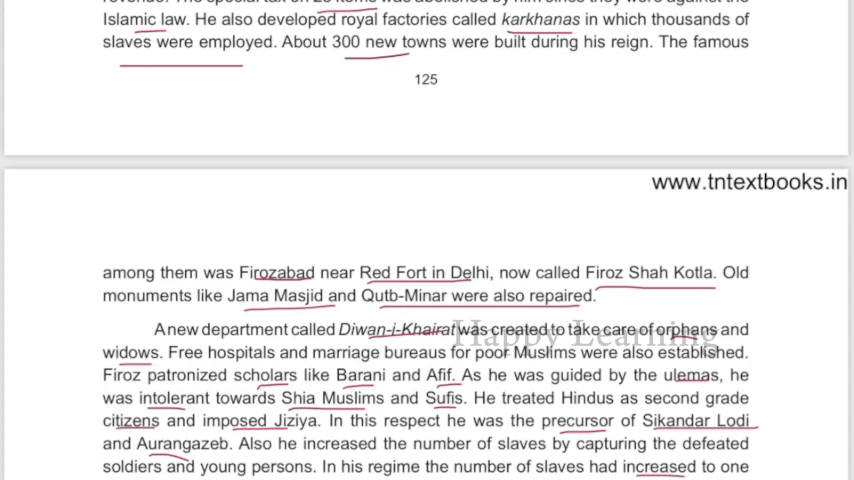 Islamic law. He also developed royal factories called karkhanas in which thousands of
slaves were employed. About 300 new towns were built during his reign. The famous
125
www.tntextbooks.in
among them was Firozabad near Red Fort in Delhi, now called Firoz Shah Kotla. Old
monuments like Jama Masjid and Qutb-Minar were also repaired.
A new department called Diwan-i-Khairat was created to take care of orphans and
Happy Learning
widows. Free hospitals and marriage bureaus for poor Muslims were also established.
Firoz patronized scholars like Barani and Afif. As he was guided by the ulemas, he
was intolerant towards Shia Muslims and Sufis. He treated Hindus as second grade
citizens and imposed Jiziya. In this respect he was the precursor of Sikandar Lodi
and Aurangazeb. Also he increased the number of slaves by capturing the defeated
soldiers and young persons. In his regime the number of slaves had increased to one